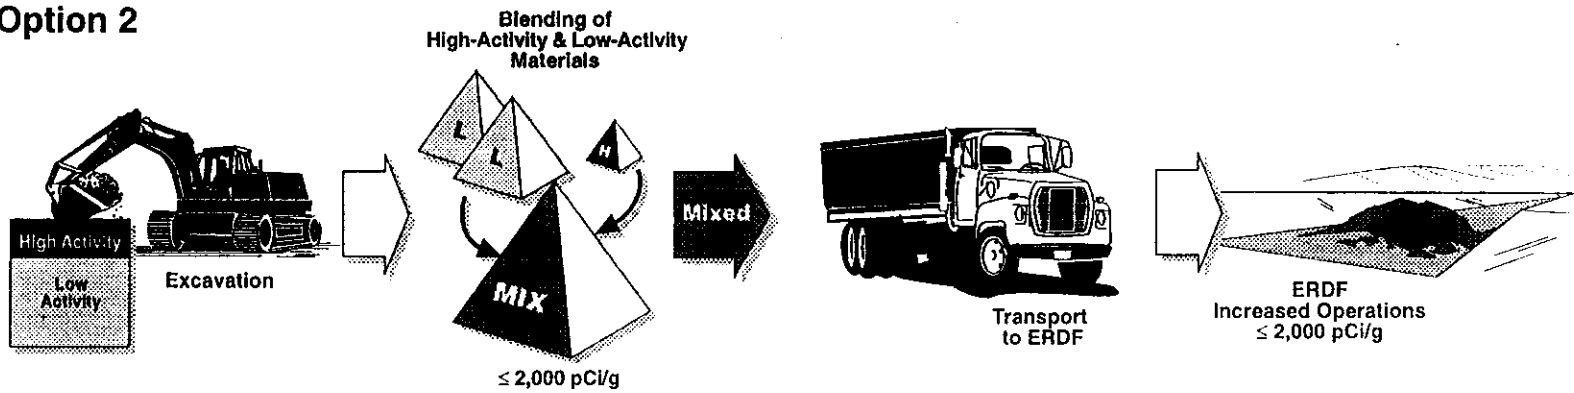 Option 2
Blending of
High-Activity & Low-Activity
Materials
L
L
H
High Activity
Low
Activity
Excavation
MIX
≤ 2,000 pCi/g
Mixed
Transport
to ERDF
ERDF
Increased Operations
≤ 2,000 pCi/g